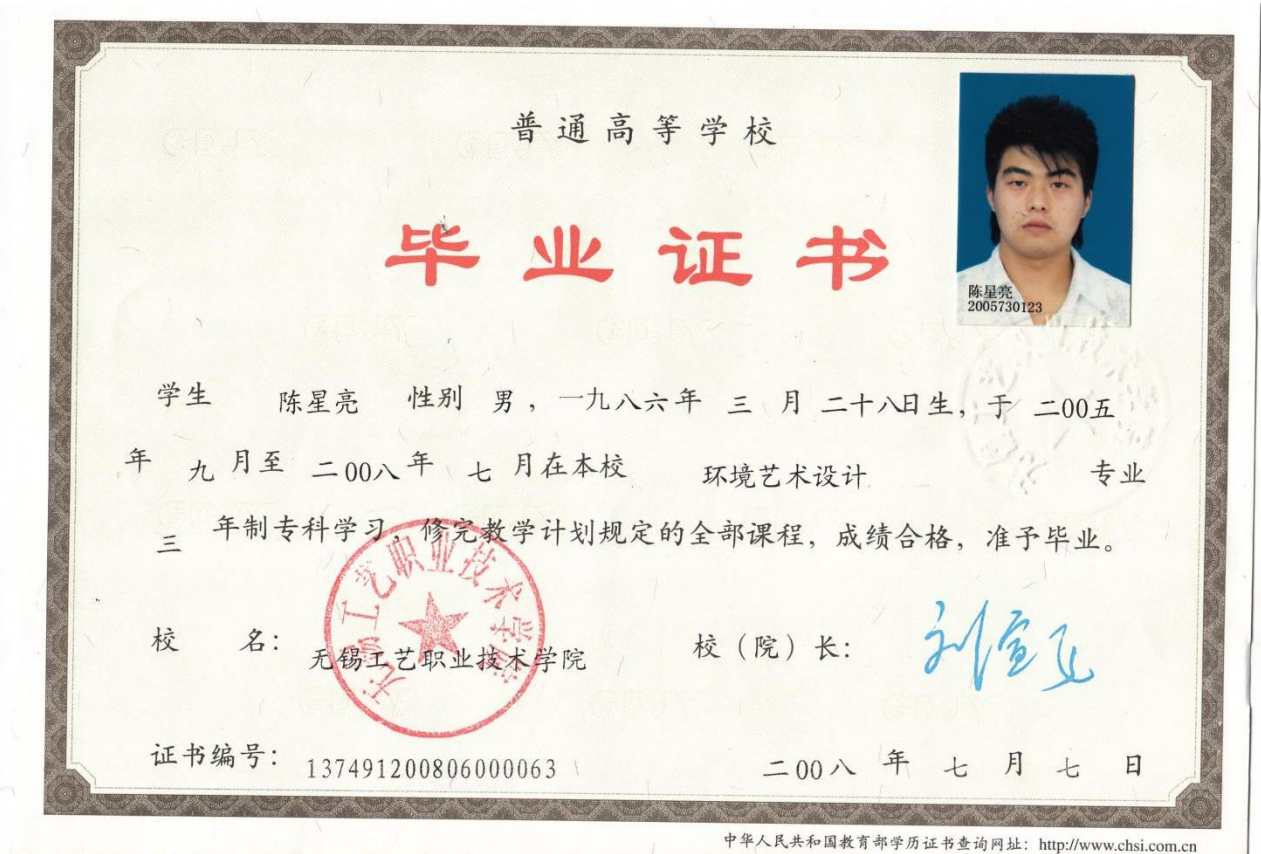 普通高等学校
毕业证书
陈星亮
2005730123
学生 陈星亮 性别 男，一九八六年 三 月 二十八日生，于 二00五
年 九 月至 二00八 年 七 月在本校 环境艺术设计 专业
三 年制专科学习，修完教学计划规定的全部课程，成绩合格，准予毕业。
无锡工艺职业技术学院
校 名： 无锡工艺职业技术学院 校（院）长：
证书编号： 137491200806000063 二00八 年 七 月 七 日
中华人民共和国教育部学历证书查询网址：http://www.chsi.com.cn